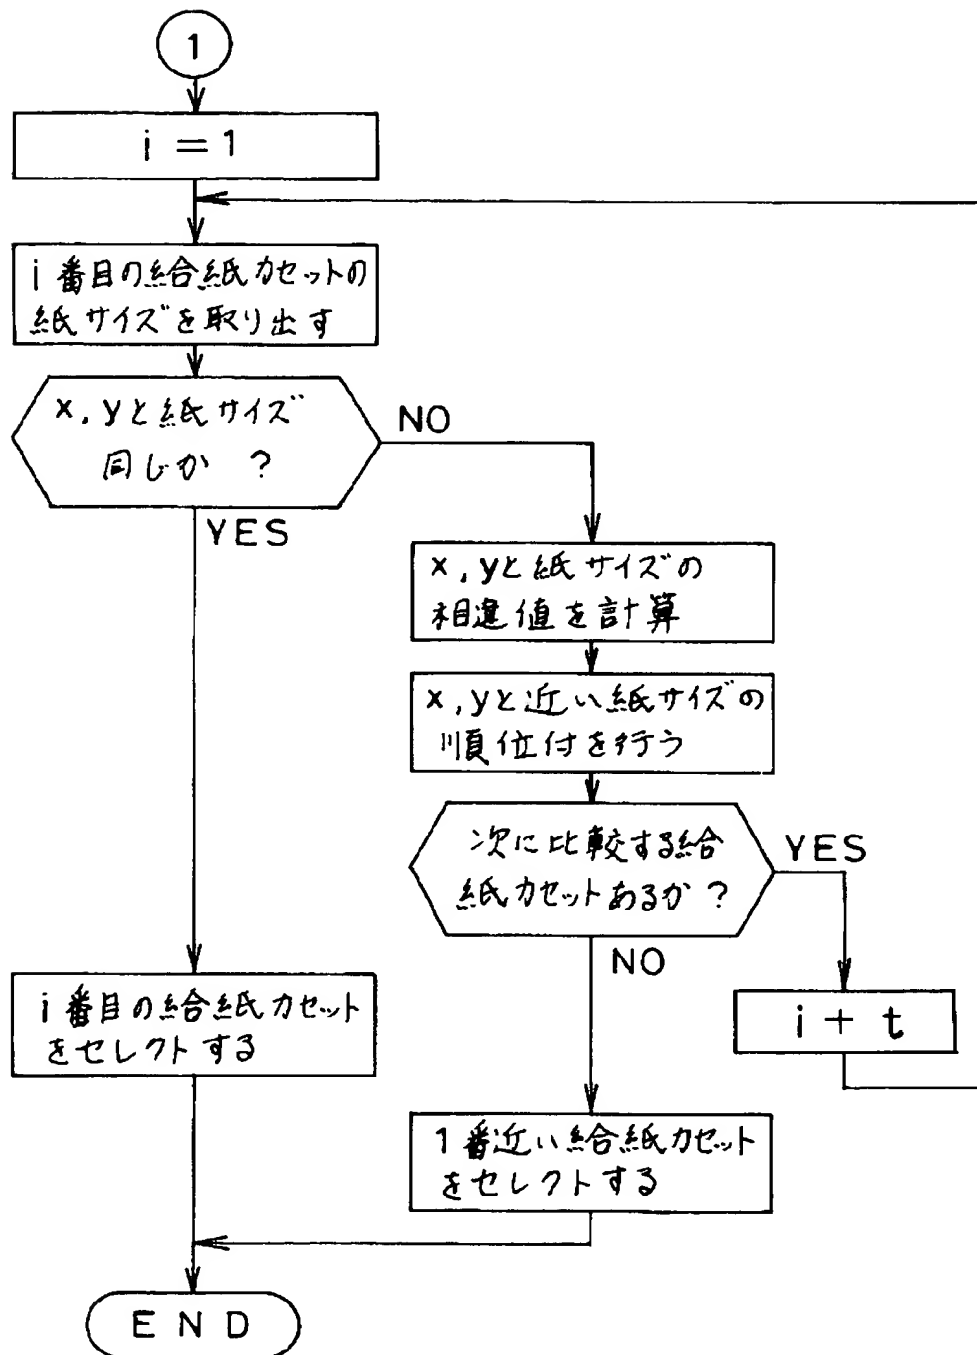 1
i = 1
i 番目の給紙カセットの
紙サイズを取り出す
x, yと紙サイズ
同じか ?
NO
YES
x, yと紙サイズの
相違値を計算
x, yと近い紙サイズの
順位付を行う
次に比較する給
紙カセットあるか?
YES
NO
i 番目の給紙カセット
をセレクトする
i + t
1番近い給紙カセット
をセレクトする
END